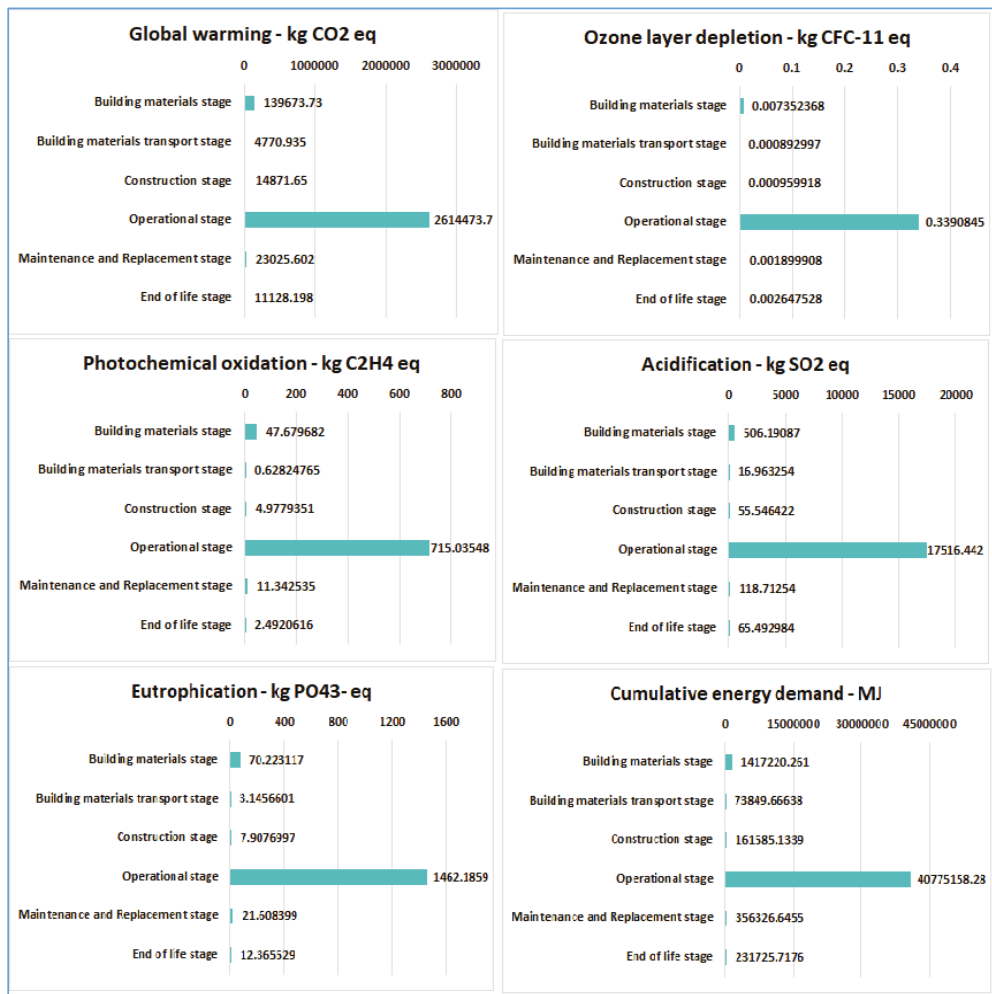 Global warming - kg CO2 eq
0 1000000 2000000 3000000
Building materials stage 139673.73
Building materials transport stage 4770.935
Construction stage 14871.65
Operational stage 2614473.7
Maintenance and Replacement stage 23025.602
End of life stage 11128.198
Ozone layer depletion - kg CFC-11 eq
0 0.1 0.2 0.3 0.4
Building materials stage 0.007352368
Building materials transport stage 0.000892997
Construction stage 0.000959918
Operational stage 0.3390845
Maintenance and Replacement stage 0.001899908
End of life stage 0.002647528
Photochemical oxidation - kg C2H4 eq
0 200 400 600 800
Building materials stage 47.679682
Building materials transport stage 0.62824765
Construction stage 4.9779351
Operational stage 715.03548
Maintenance and Replacement stage 11.342535
End of life stage 2.4920616
Acidification - kg SO2 eq
0 5000 10000 15000 20000
Building materials stage 506.19087
Building materials transport stage 16.963254
Construction stage 55.546422
Operational stage 17516.442
Maintenance and Replacement stage 118.71254
End of life stage 65.492984
Eutrophication - kg PO43- eq
0 400 800 1200 1600
Building materials stage 70.223117
Building materials transport stage 3.1456601
Construction stage 7.9076997
Operational stage 1462.1859
Maintenance and Replacement stage 21.508399
End of life stage 12.365529
Cumulative energy demand - MJ
0 15000000 30000000 45000000
Building materials stage 1417220.261
Building materials transport stage 73849.66638
Construction stage 161585.1339
Operational stage 40775158.28
Maintenance and Replacement stage 356326.6455
End of life stage 231725.7176